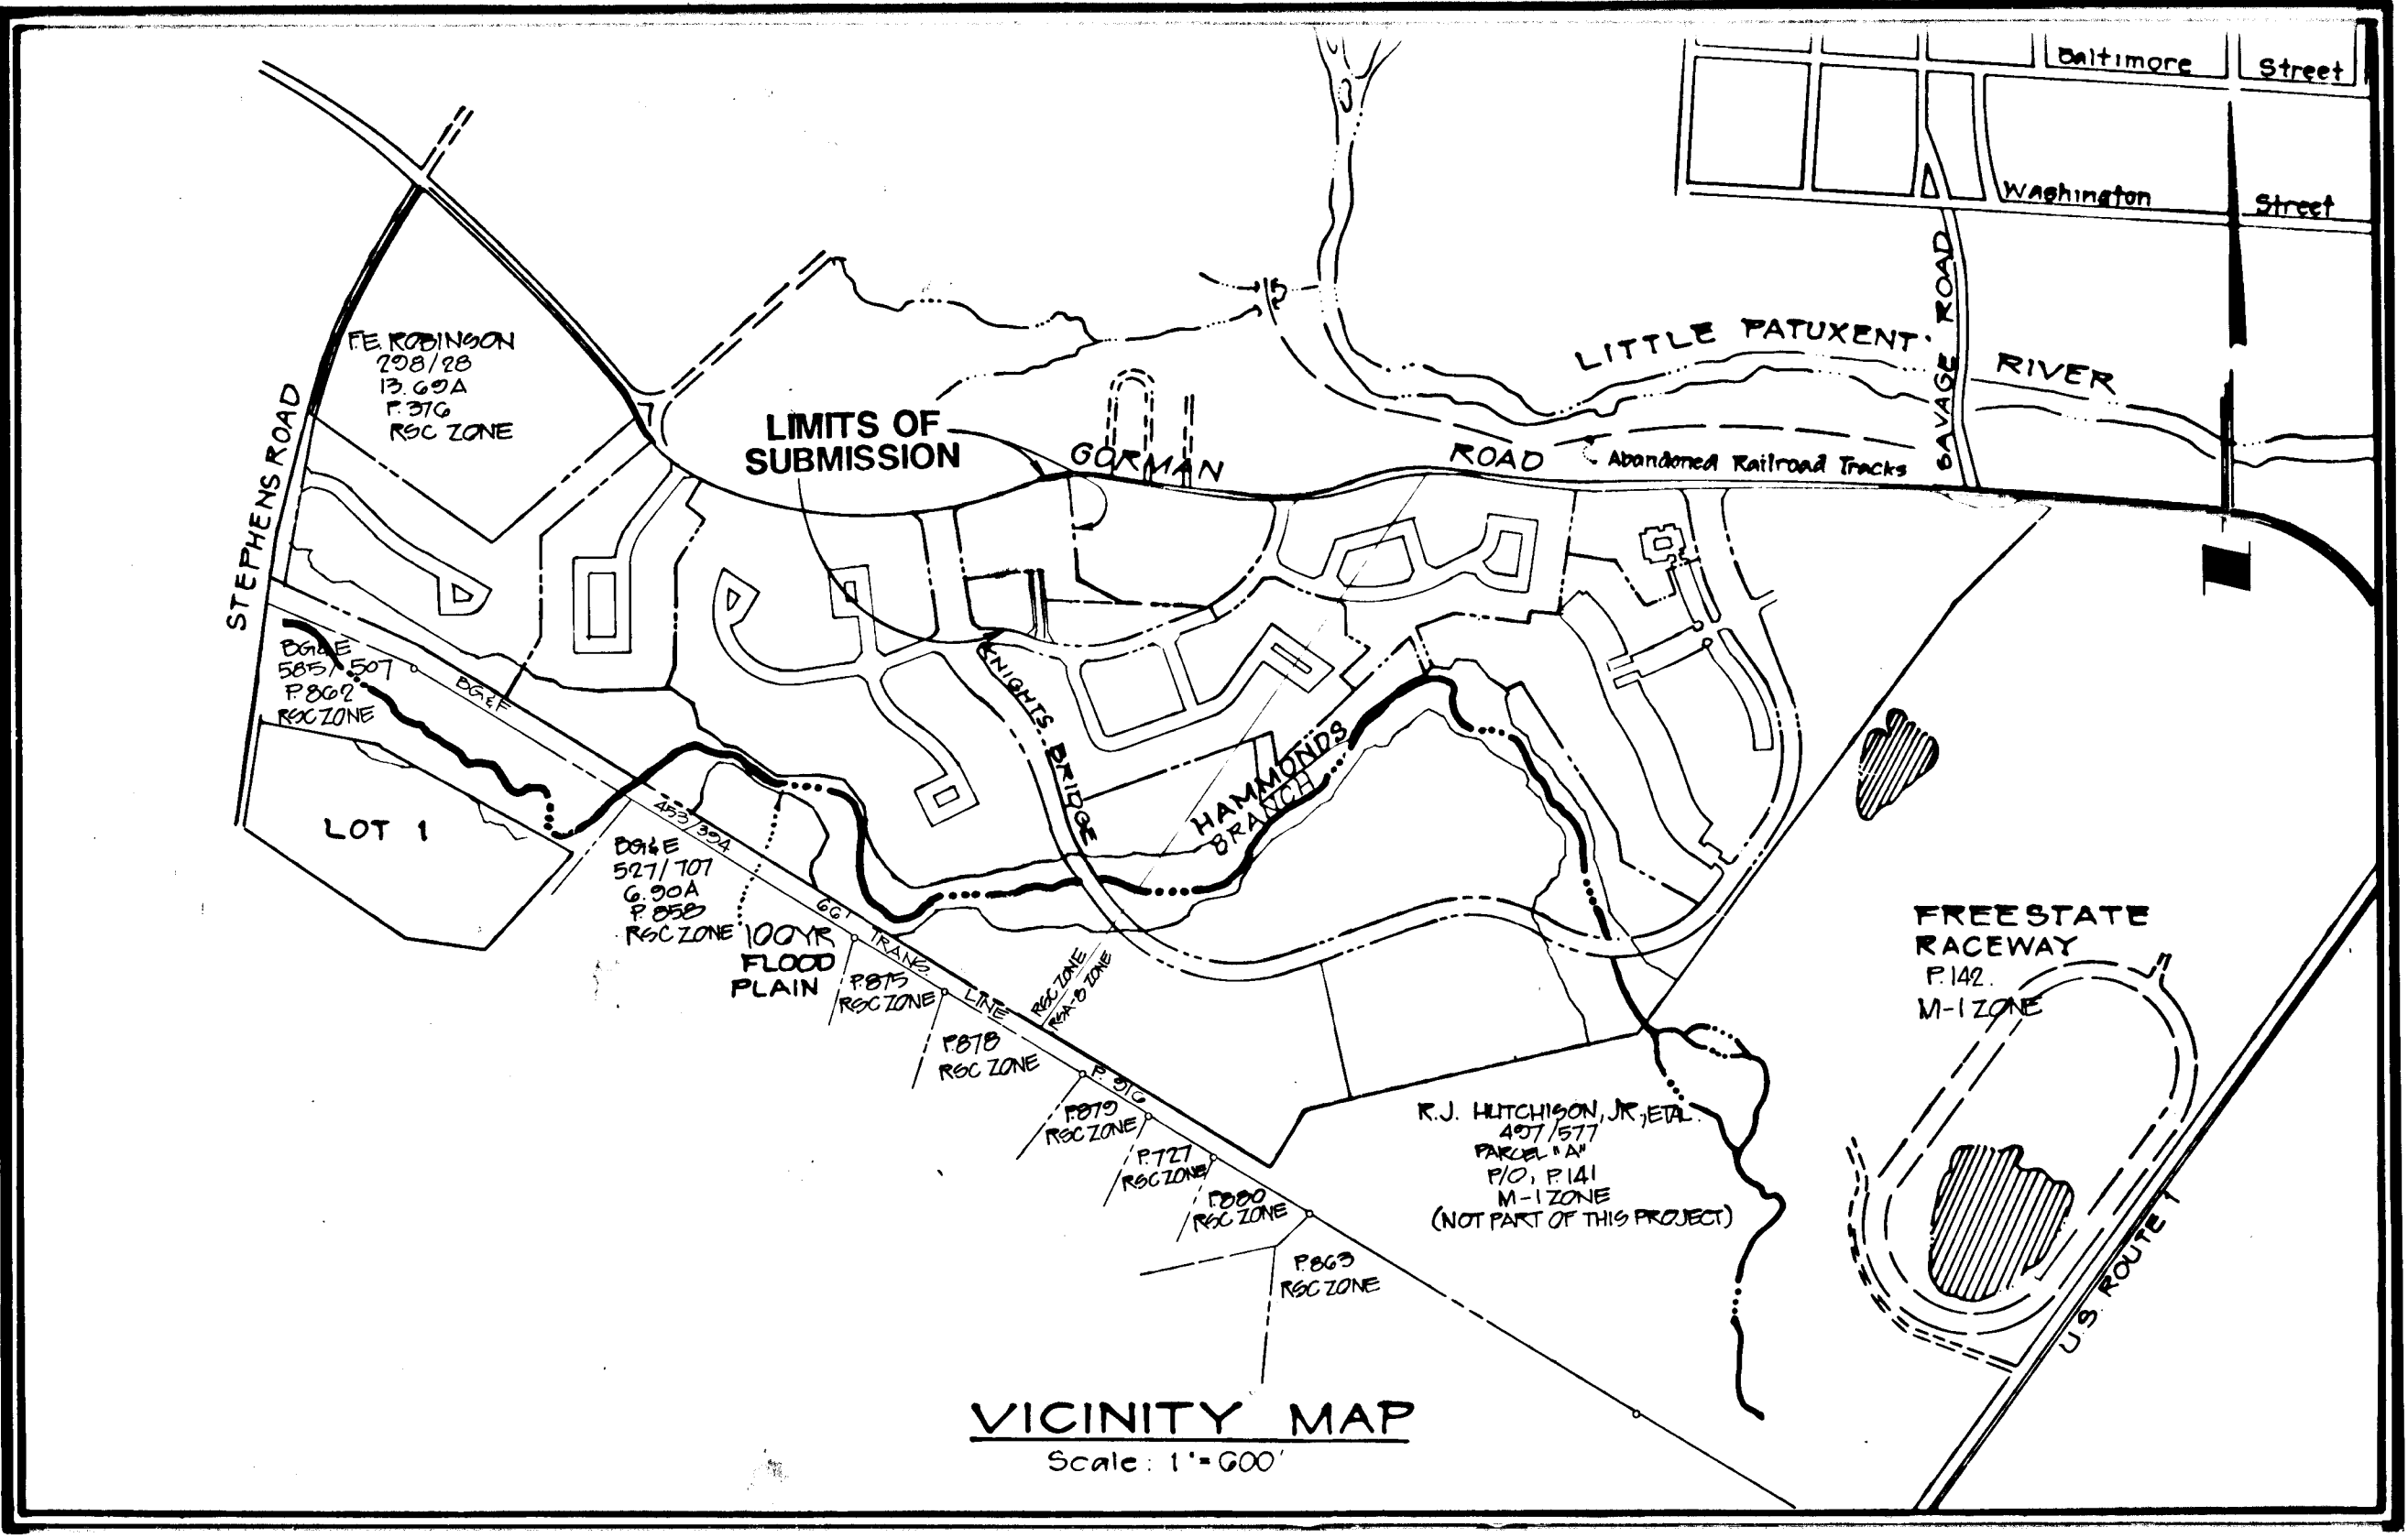 Baltimore Street
Washington Street
SAVAGE ROAD
LITTLE PATUXENT RIVER
F.E. ROBINSON
298/28
13.69A
P. 376
RSC ZONE
STEPHENS ROAD
LIMITS OF
SUBMISSION
GORMAN ROAD
Abandoned Railroad Tracks
BG&E
585/507
P. 862
RSC ZONE
BG&E
453/394
66' TRANS. LINE
P. 916
LOT 1
BG&E
527/707
6.90A
P. 858
RSC ZONE
100YR
FLOOD
PLAIN
KNIGHTS BRIDGE
HAMMONDS
BRANCH
RSC ZONE
RSA-8 ZONE
P.875
RSC ZONE
P.878
RSC ZONE
P.879
RSC ZONE
P.727
RSC ZONE
P.880
RSC ZONE
P.863
RSC ZONE
FREESTATE
RACEWAY
P. 142.
M-1 ZONE
R.J. HUTCHISON, JR., ETAL.
497/577
PARCEL "A"
P/O, P. 141
M-1 ZONE
(NOT PART OF THIS PROJECT)
U.S. ROUTE 1
VICINITY MAP
Scale: 1"=600'